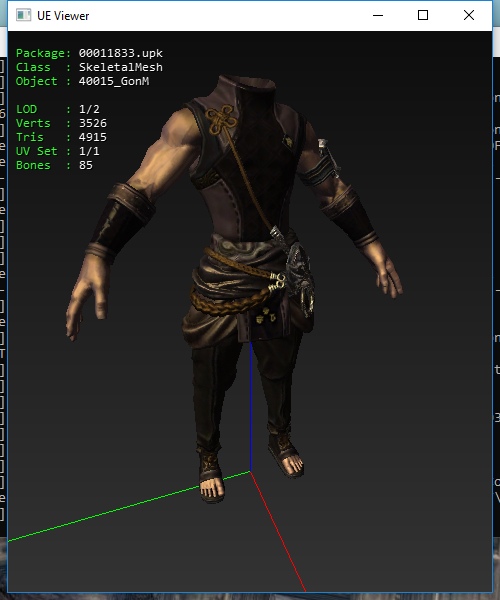 UE Viewer
Package: 00011833.upk
Class : SkeletalMesh
Object : 40015_GonM
LOD : 1/2
Verts : 3526
Tris : 4915
UV Set : 1/1
Bones : 85